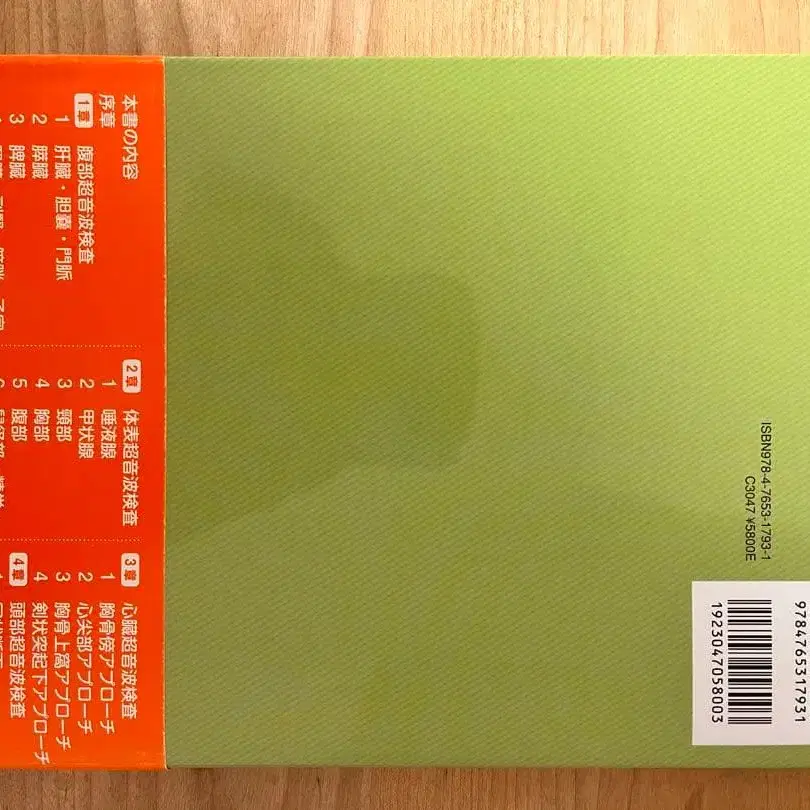 本書の内容
序章
1章 腹部超音波検査
1 肝臓・胆囊・門脈
2 膵臓
3 脾臓
2章 体表超音波検査
1 唾液腺
2 甲状腺
3 頸部
4 胸部
5 腹部
3章 心臓超音波検査
1 胸骨傍アプローチ
2 心尖部アプローチ
3 胸骨上窩アプローチ
4 剣状突起下アプローチ
4章 頭部超音波検査
ISBN978-4-7653-1793-1
C3047 ¥5800E
9784765317931
1923047058003